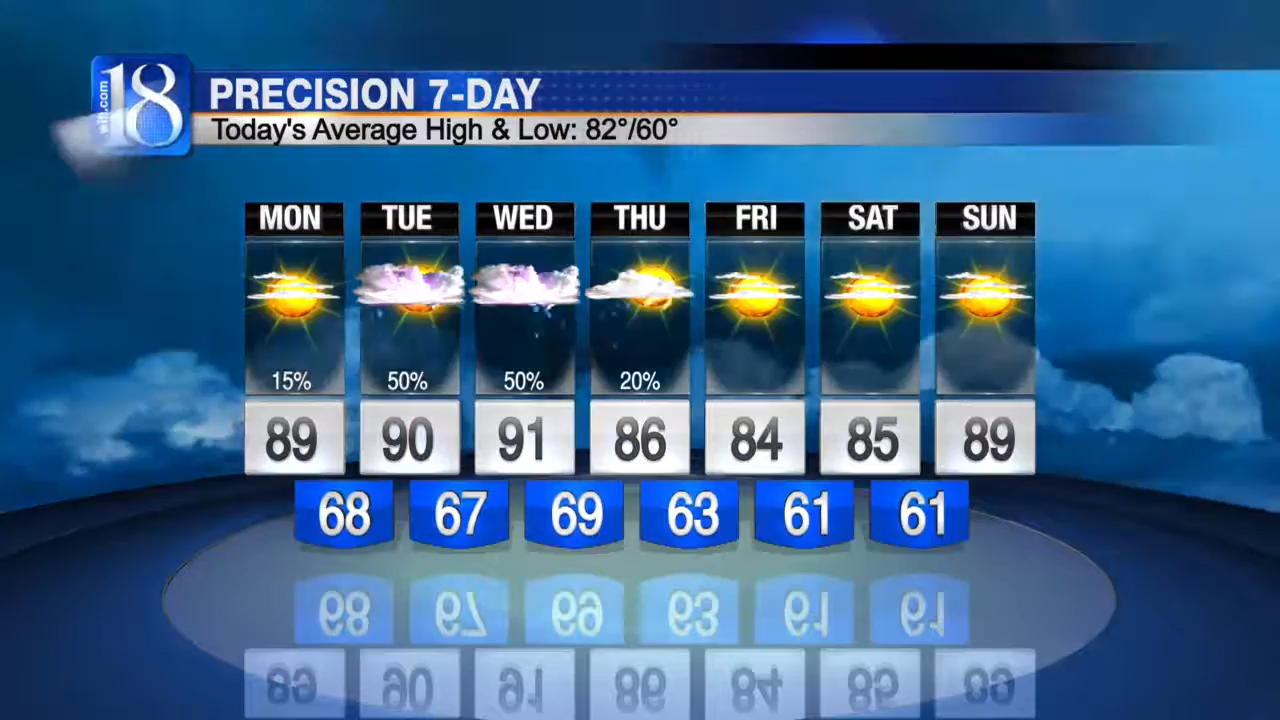 wlfi.com
18
PRECISION 7-DAY
Today's Average High & Low: 82°/60°
MON TUE WED THU FRI SAT SUN
15% 50% 50% 20%
89 90 91 86 84 85 89
68 67 69 63 61 61